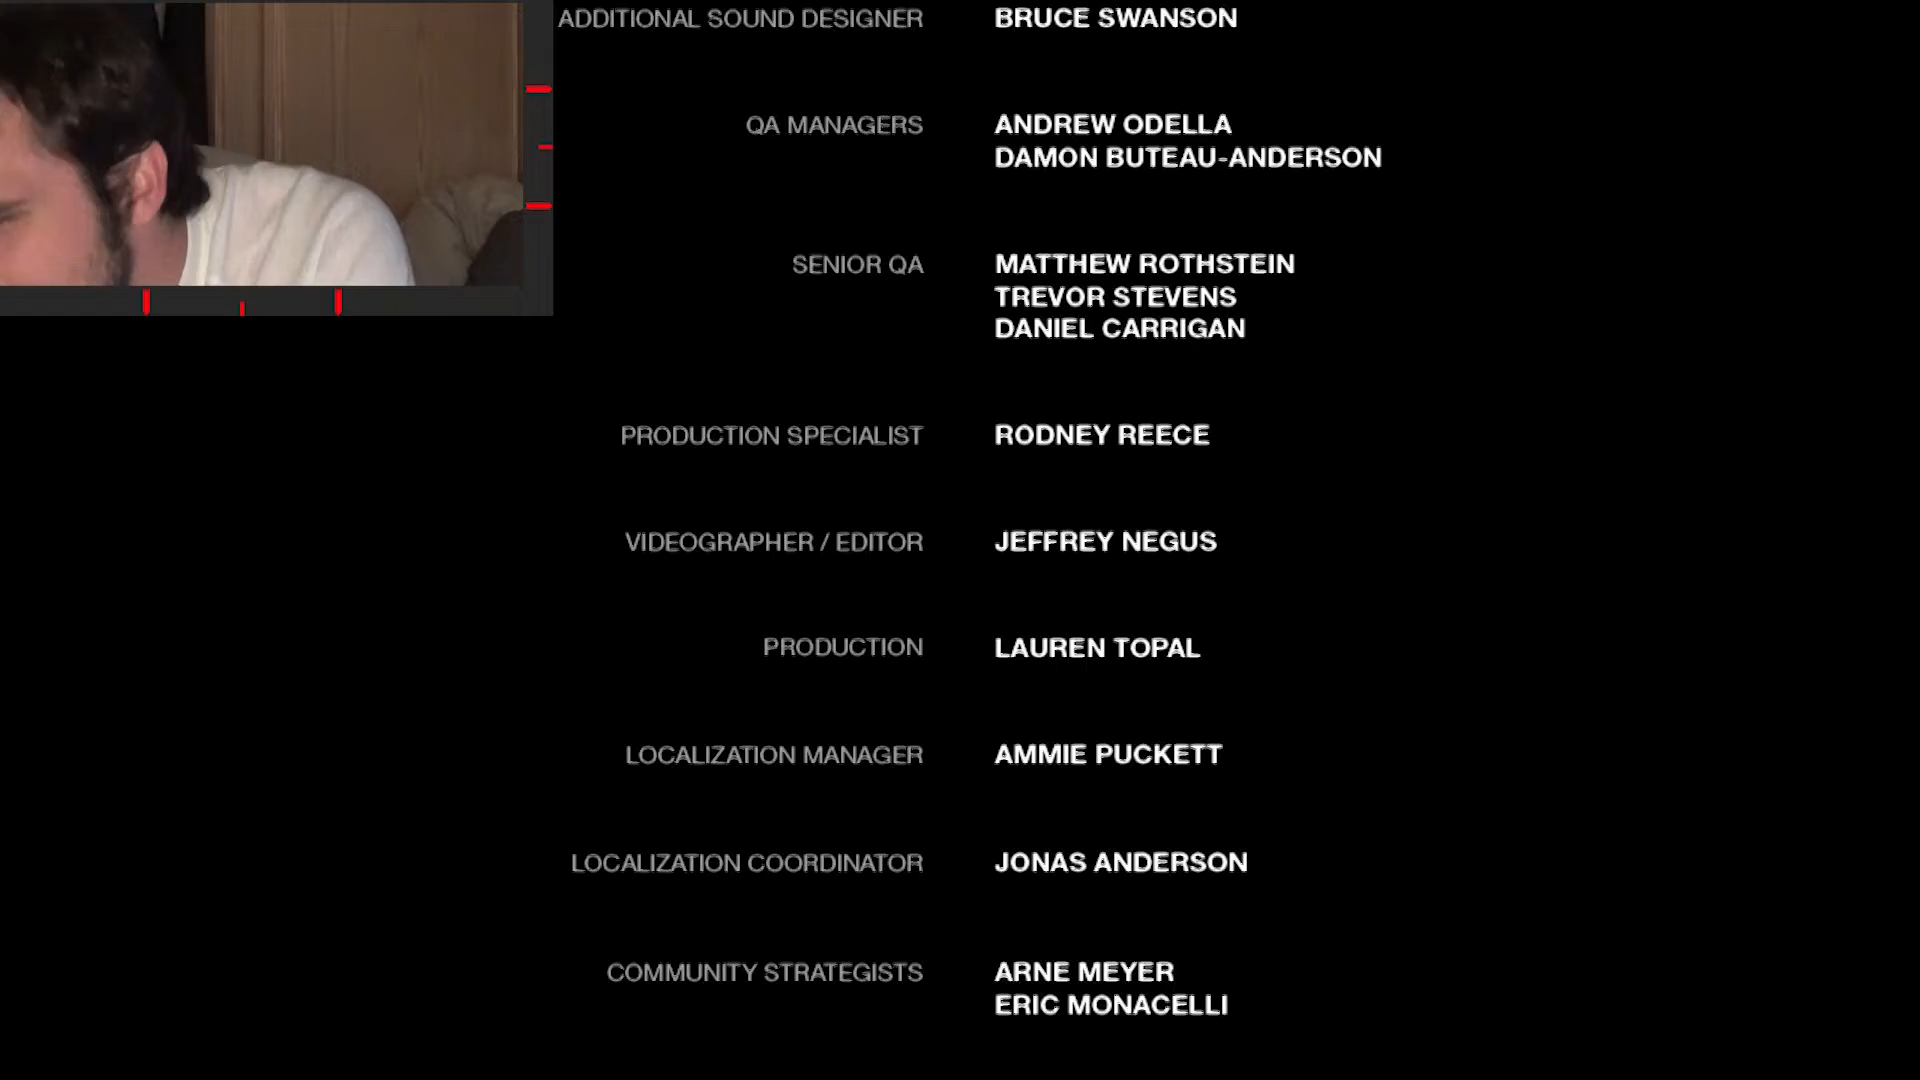 ADDITIONAL SOUND DESIGNER BRUCE SWANSON
QA MANAGERS ANDREW ODELLA
DAMON BUTEAU-ANDERSON
SENIOR QA MATTHEW ROTHSTEIN
TREVOR STEVENS
DANIEL CARRIGAN
PRODUCTION SPECIALIST RODNEY REECE
VIDEOGRAPHER / EDITOR JEFFREY NEGUS
PRODUCTION LAUREN TOPAL
LOCALIZATION MANAGER AMMIE PUCKETT
LOCALIZATION COORDINATOR JONAS ANDERSON
COMMUNITY STRATEGISTS ARNE MEYER
ERIC MONACELLI